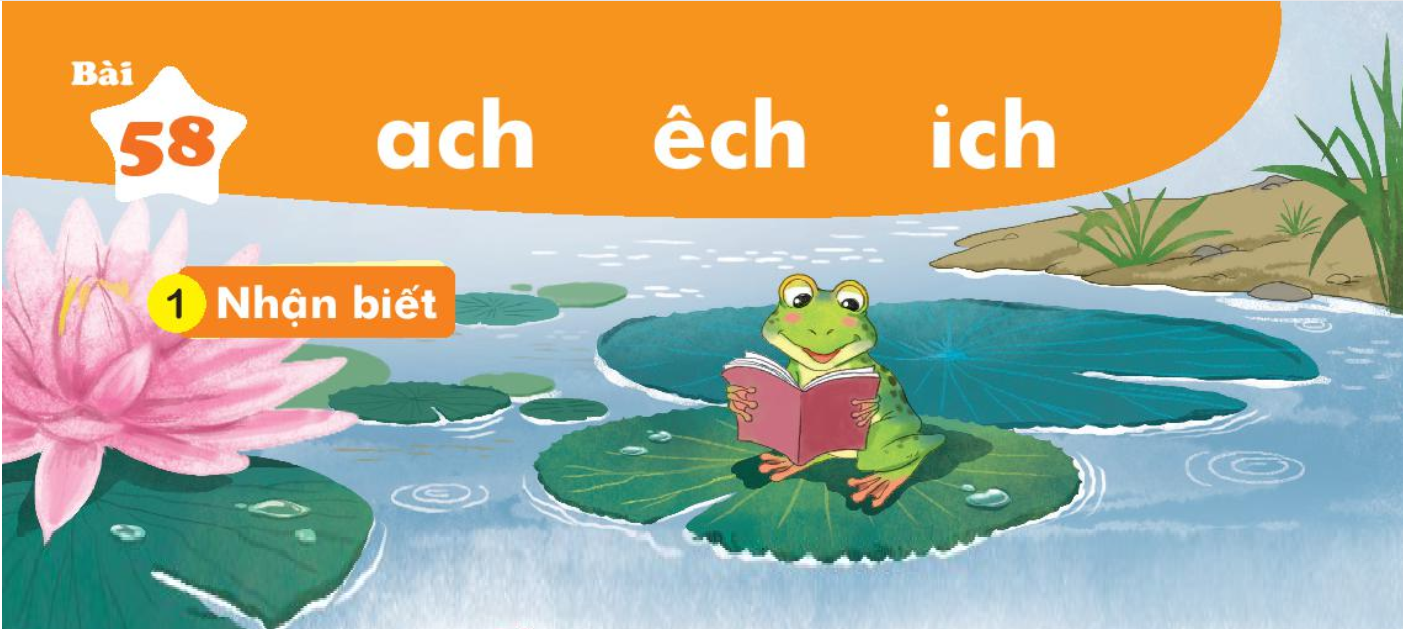 Bài
58
ach êch ich
1 Nhận biết